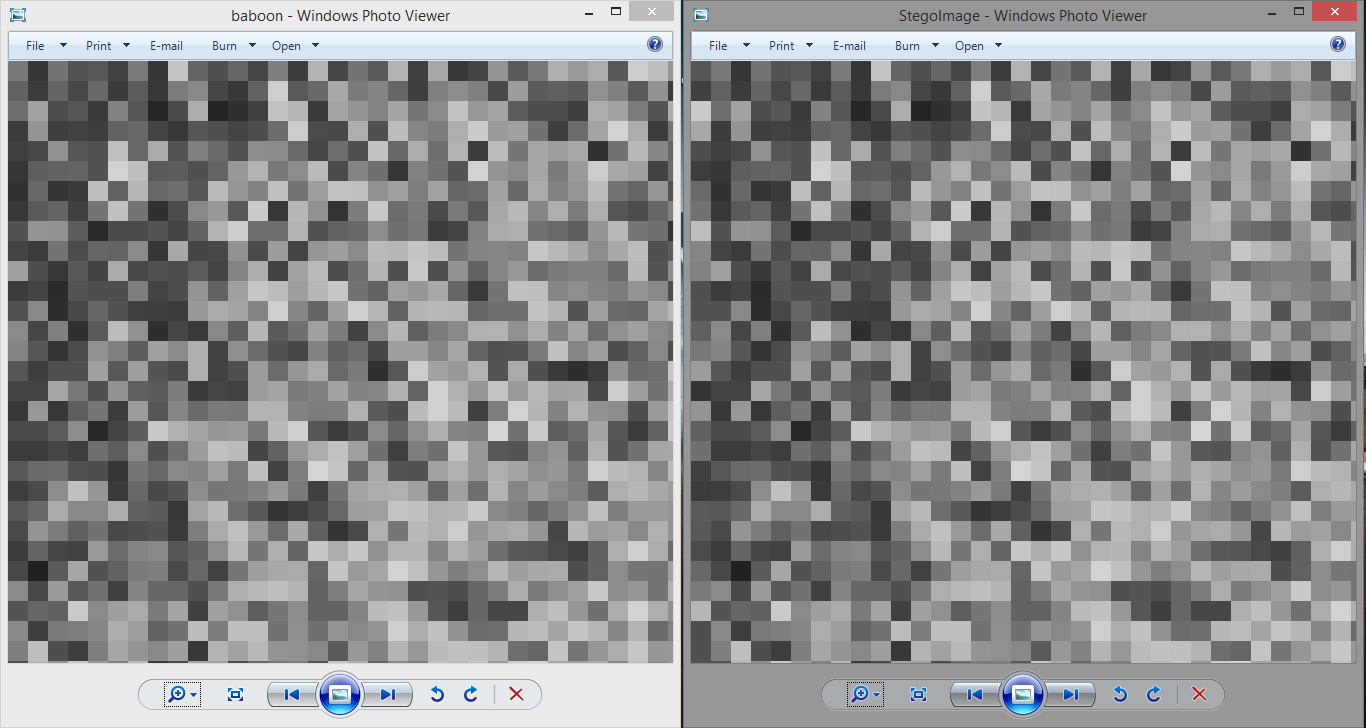 baboon - Windows Photo Viewer
File Print E-mail Burn Open
StegoImage - Windows Photo Viewer
File Print E-mail Burn Open